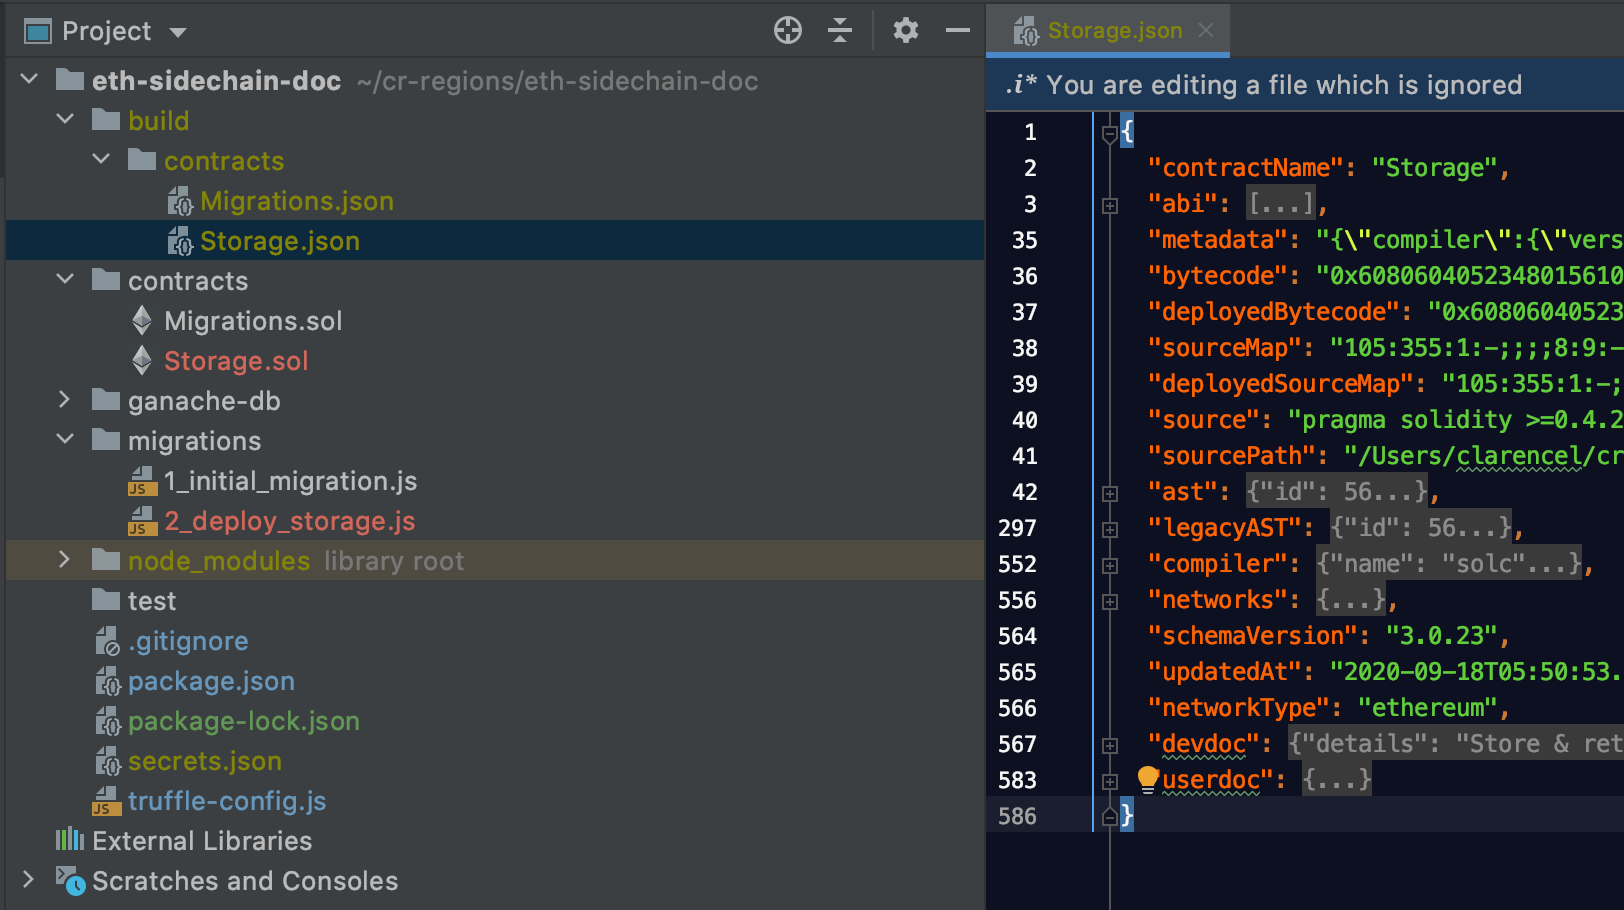 Project
eth-sidechain-doc ~/cr-regions/eth-sidechain-doc
build
contracts
Migrations.json
Storage.json
contracts
Migrations.sol
Storage.sol
ganache-db
migrations
JS 1_initial_migration.js
JS 2_deploy_storage.js
node_modules library root
test
.gitignore
package.json
package-lock.json
secrets.json
JS truffle-config.js
External Libraries
Scratches and Consoles
Storage.json
.i* You are editing a file which is ignored
1 {
2 "contractName": "Storage",
3 "abi": [...],
35 "metadata": "{\"compiler\":{\"vers
36 "bytecode": "0x6080604052348015610
37 "deployedBytecode": "0x60806040523
38 "sourceMap": "105:355:1:-;;;;8:9:-
39 "deployedSourceMap": "105:355:1:-;
40 "source": "pragma solidity >=0.4.2
41 "sourcePath": "/Users/clarencel/cr
42 "ast": {"id": 56...},
297 "legacyAST": {"id": 56...},
552 "compiler": {"name": "solc"...},
556 "networks": {...},
564 "schemaVersion": "3.0.23",
565 "updatedAt": "2020-09-18T05:50:53.
566 "networkType": "ethereum",
567 "devdoc": {"details": "Store & ret
583 userdoc": {...}
586 }